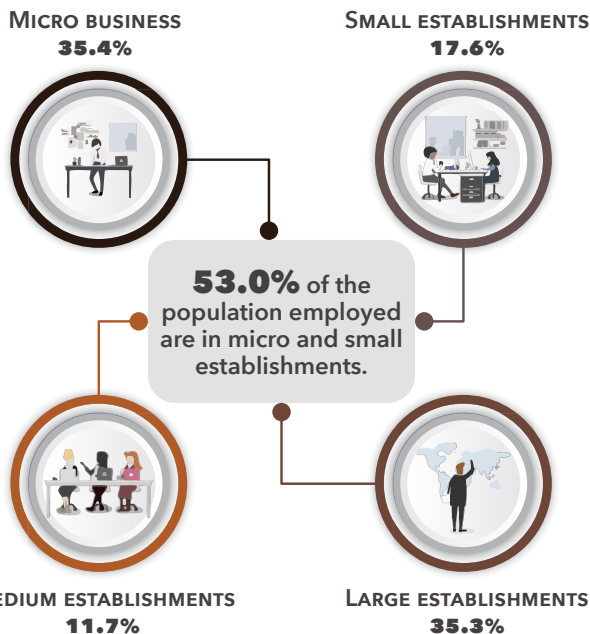 MICRO BUSINESS
35.4%
SMALL ESTABLISHMENTS
17.6%
53.0% of the
population employed
are in micro and small
establishments.
EDIUM ESTABLISHMENTS
11.7%
LARGE ESTABLISHMENTS
35.3%